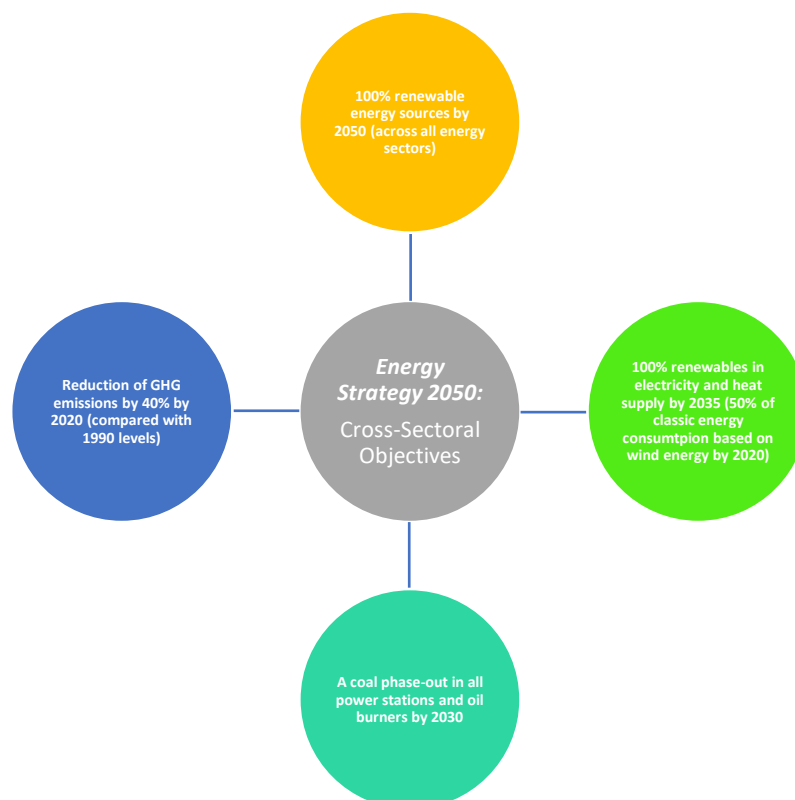 100% renewable
energy sources by
2050 (across all energy
sectors)
Reduction of GHG
emissions by 40% by
2020 (compared with
1990 levels)
Energy
Strategy 2050:
Cross-Sectoral
Objectives
100% renewables in
electricity and heat
supply by 2035 (50% of
classic energy
consumtpion based on
wind energy by 2020)
A coal phase-out in all
power stations and oil
burners by 2030